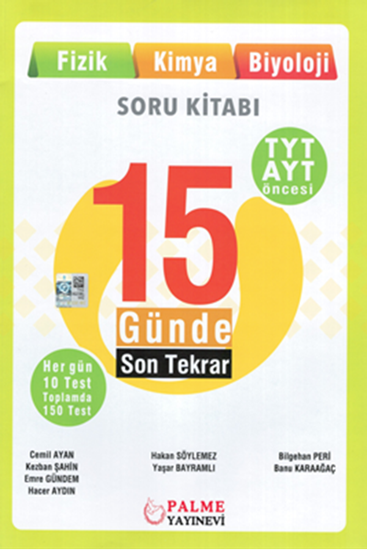 Fizik Kimya Biyoloji
SORU KİTABI
TYT
AYT
öncesi
15
Günde
Son Tekrar
Her gün
10 Test
Toplamda
150 Test
Cemil AYAN
Kezban ŞAHİN
Emre GÜNDEM
Hacer AYDIN
Hakan SÖYLEMEZ
Yaşar BAYRAMLI
Bilgehan PERİ
Banu KARAAĞAÇ
PALME
YAYINEVİ